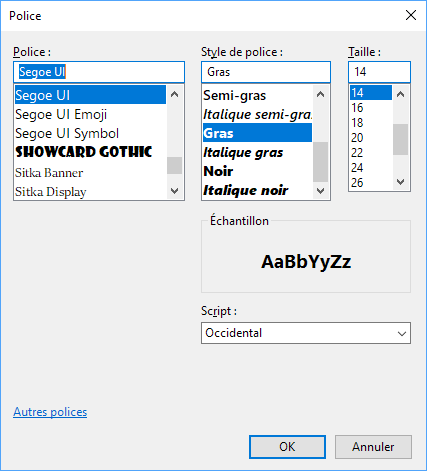 Police
Police :
Segoe UI
Segoe UI
Segoe UI Emoji
Segoe UI Symbol
SHOWCARD GOTHIC
Sitka Banner
Sitka Display
Style de police :
Gras
Semi-gras
Italique semi-gra
Gras
Italique gras
Noir
Italique noir
Taille :
14
14
16
18
20
22
24
26
Échantillon
AaBbYyZz
Script :
Occidental
Autres polices
OK
Annuler